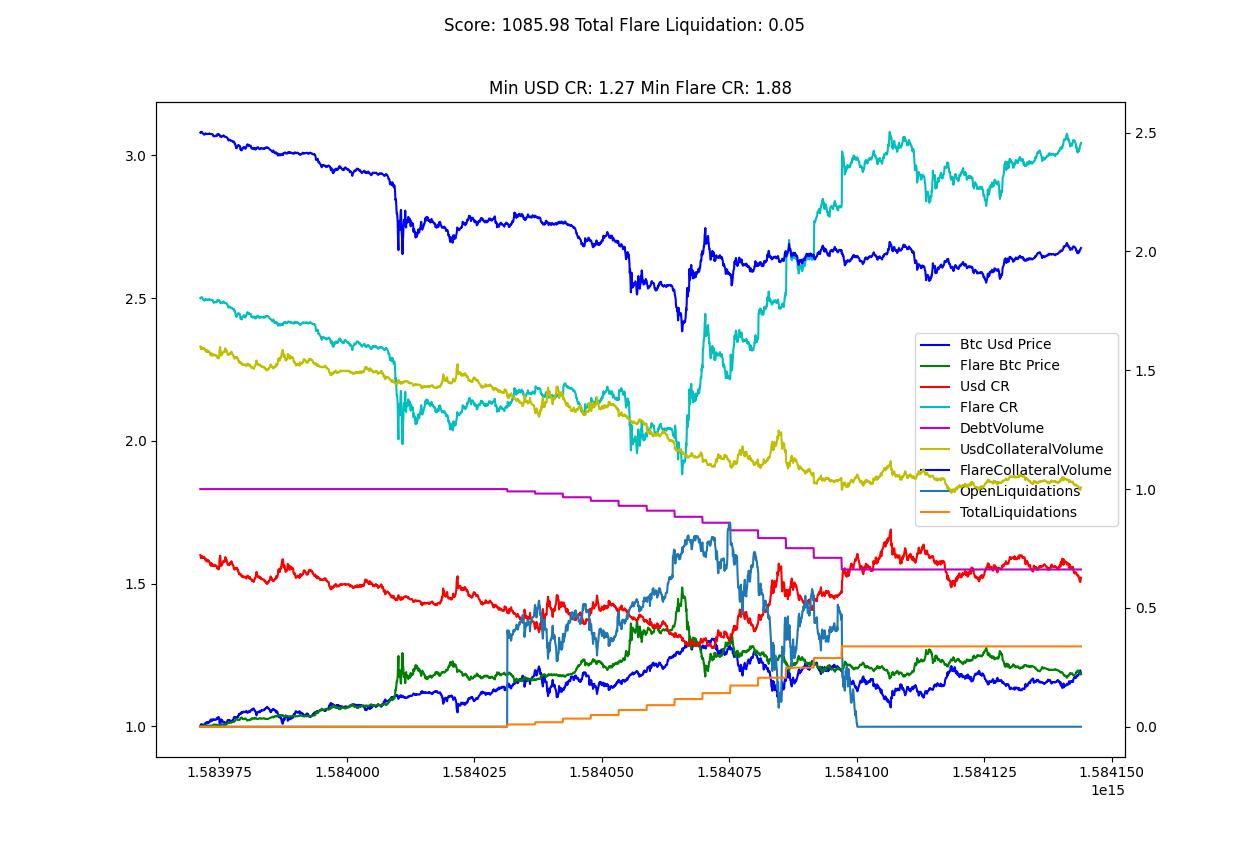 Score: 1085.98 Total Flare Liquidation: 0.05
Min USD CR: 1.27 Min Flare CR: 1.88
3.0
2.5
2.0
1.5
1.0
2.5
2.0
1.5
1.0
0.5
0.0
Btc Usd Price
Flare Btc Price
Usd CR
Flare CR
DebtVolume
UsdCollateralVolume
FlareCollateralVolume
OpenLiquidations
TotalLiquidations
1.583975 1.584000 1.584025 1.584050 1.584075 1.584100 1.584125 1.584150
1e15